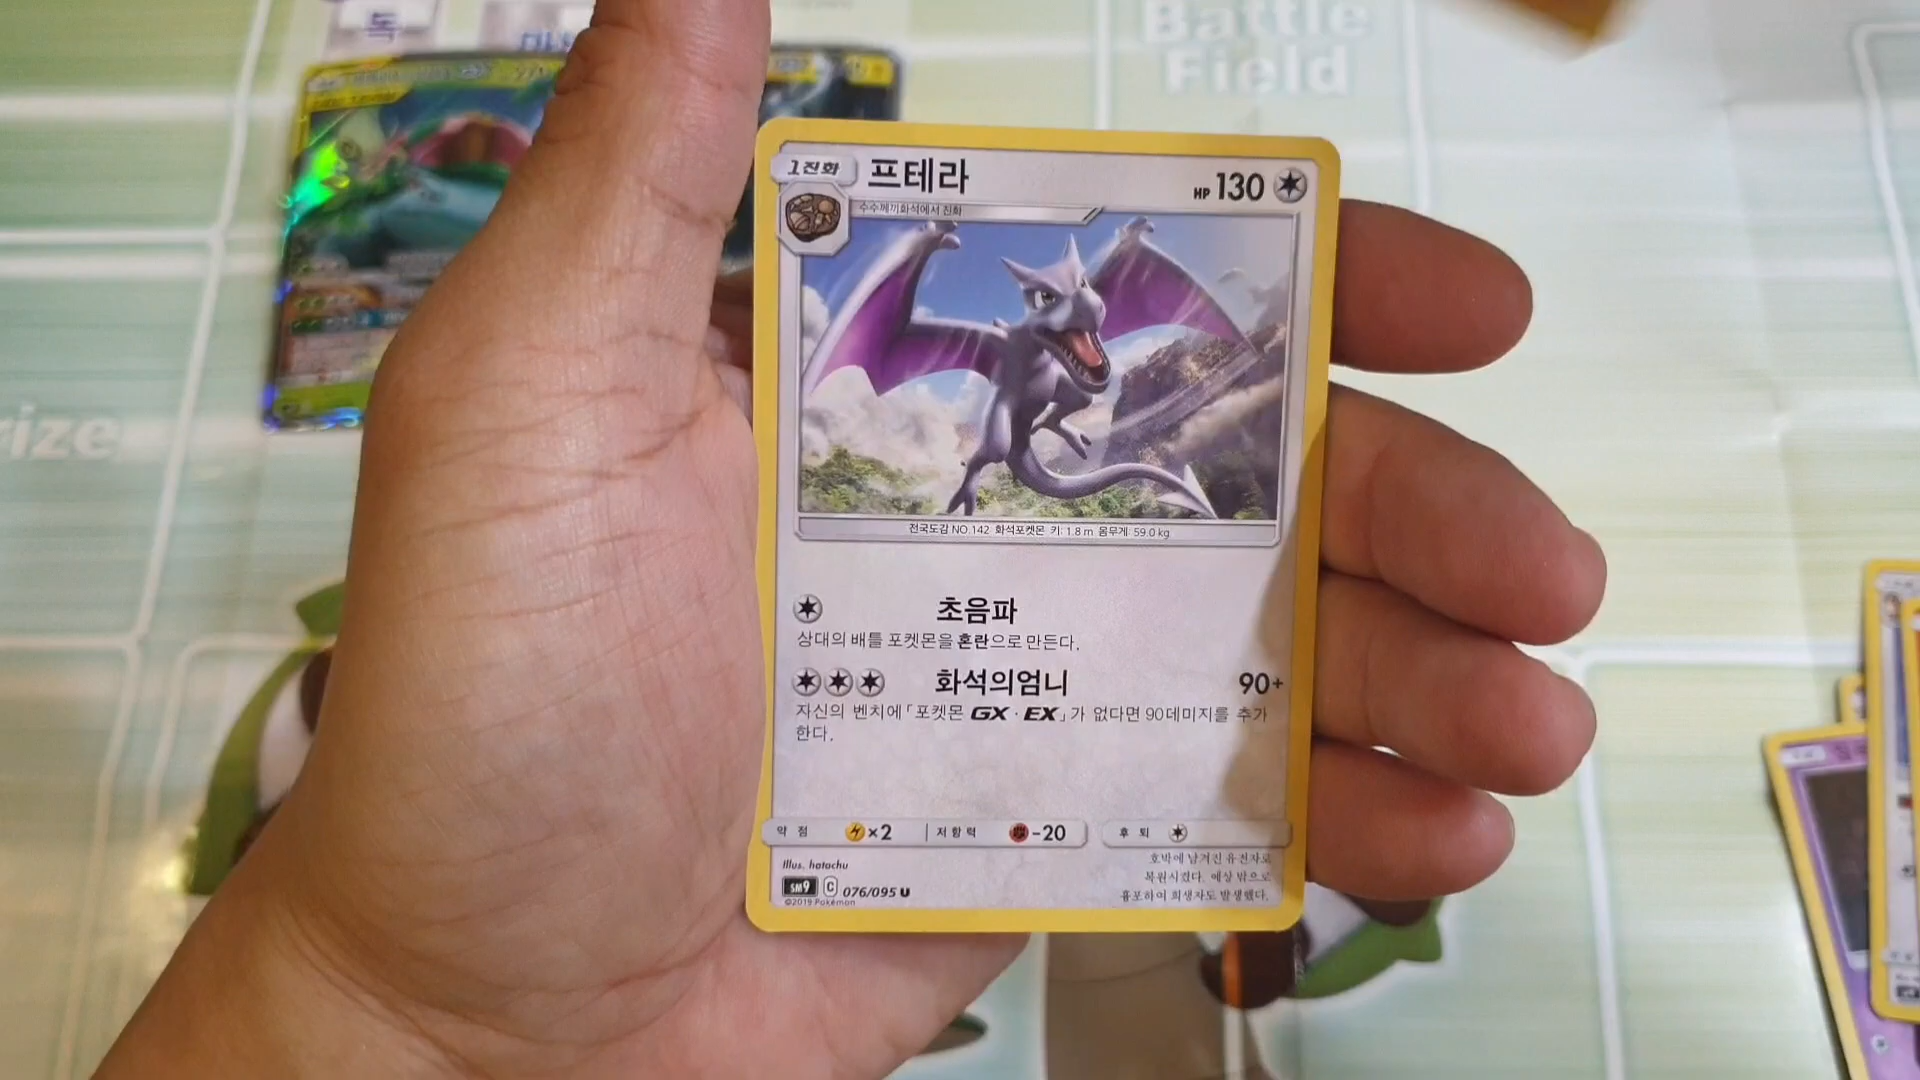 독
Battle
Field
rize
1진화
프테라
HP 130
수수께끼화석에서 진화
전국도감 NO.142 화석포켓몬 키: 1.8 m 몸무게: 59.0 kg
초음파
상대의 배틀 포켓몬을 혼란으로 만든다.
화석의엄니 90+
자신의 벤치에 「포켓몬 GX · EX」가 없다면 90데미지를 추가
한다.
약점 ×2 저항력 -20 후퇴
Illus. hatachu
호박에 남겨진 유전자로
복원시켰다. 예상 밖으로
흉포하여 희생자도 발생했다.
SM9 C 076/095 U
©2019 Pokémon